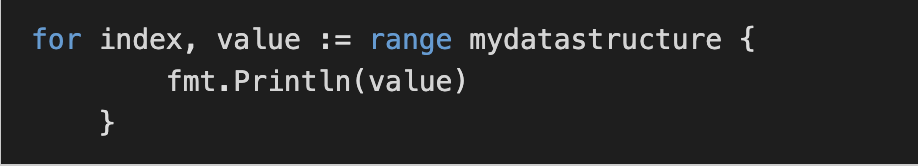 for index, value := range mydatastructure {
        fmt.Println(value)
    }